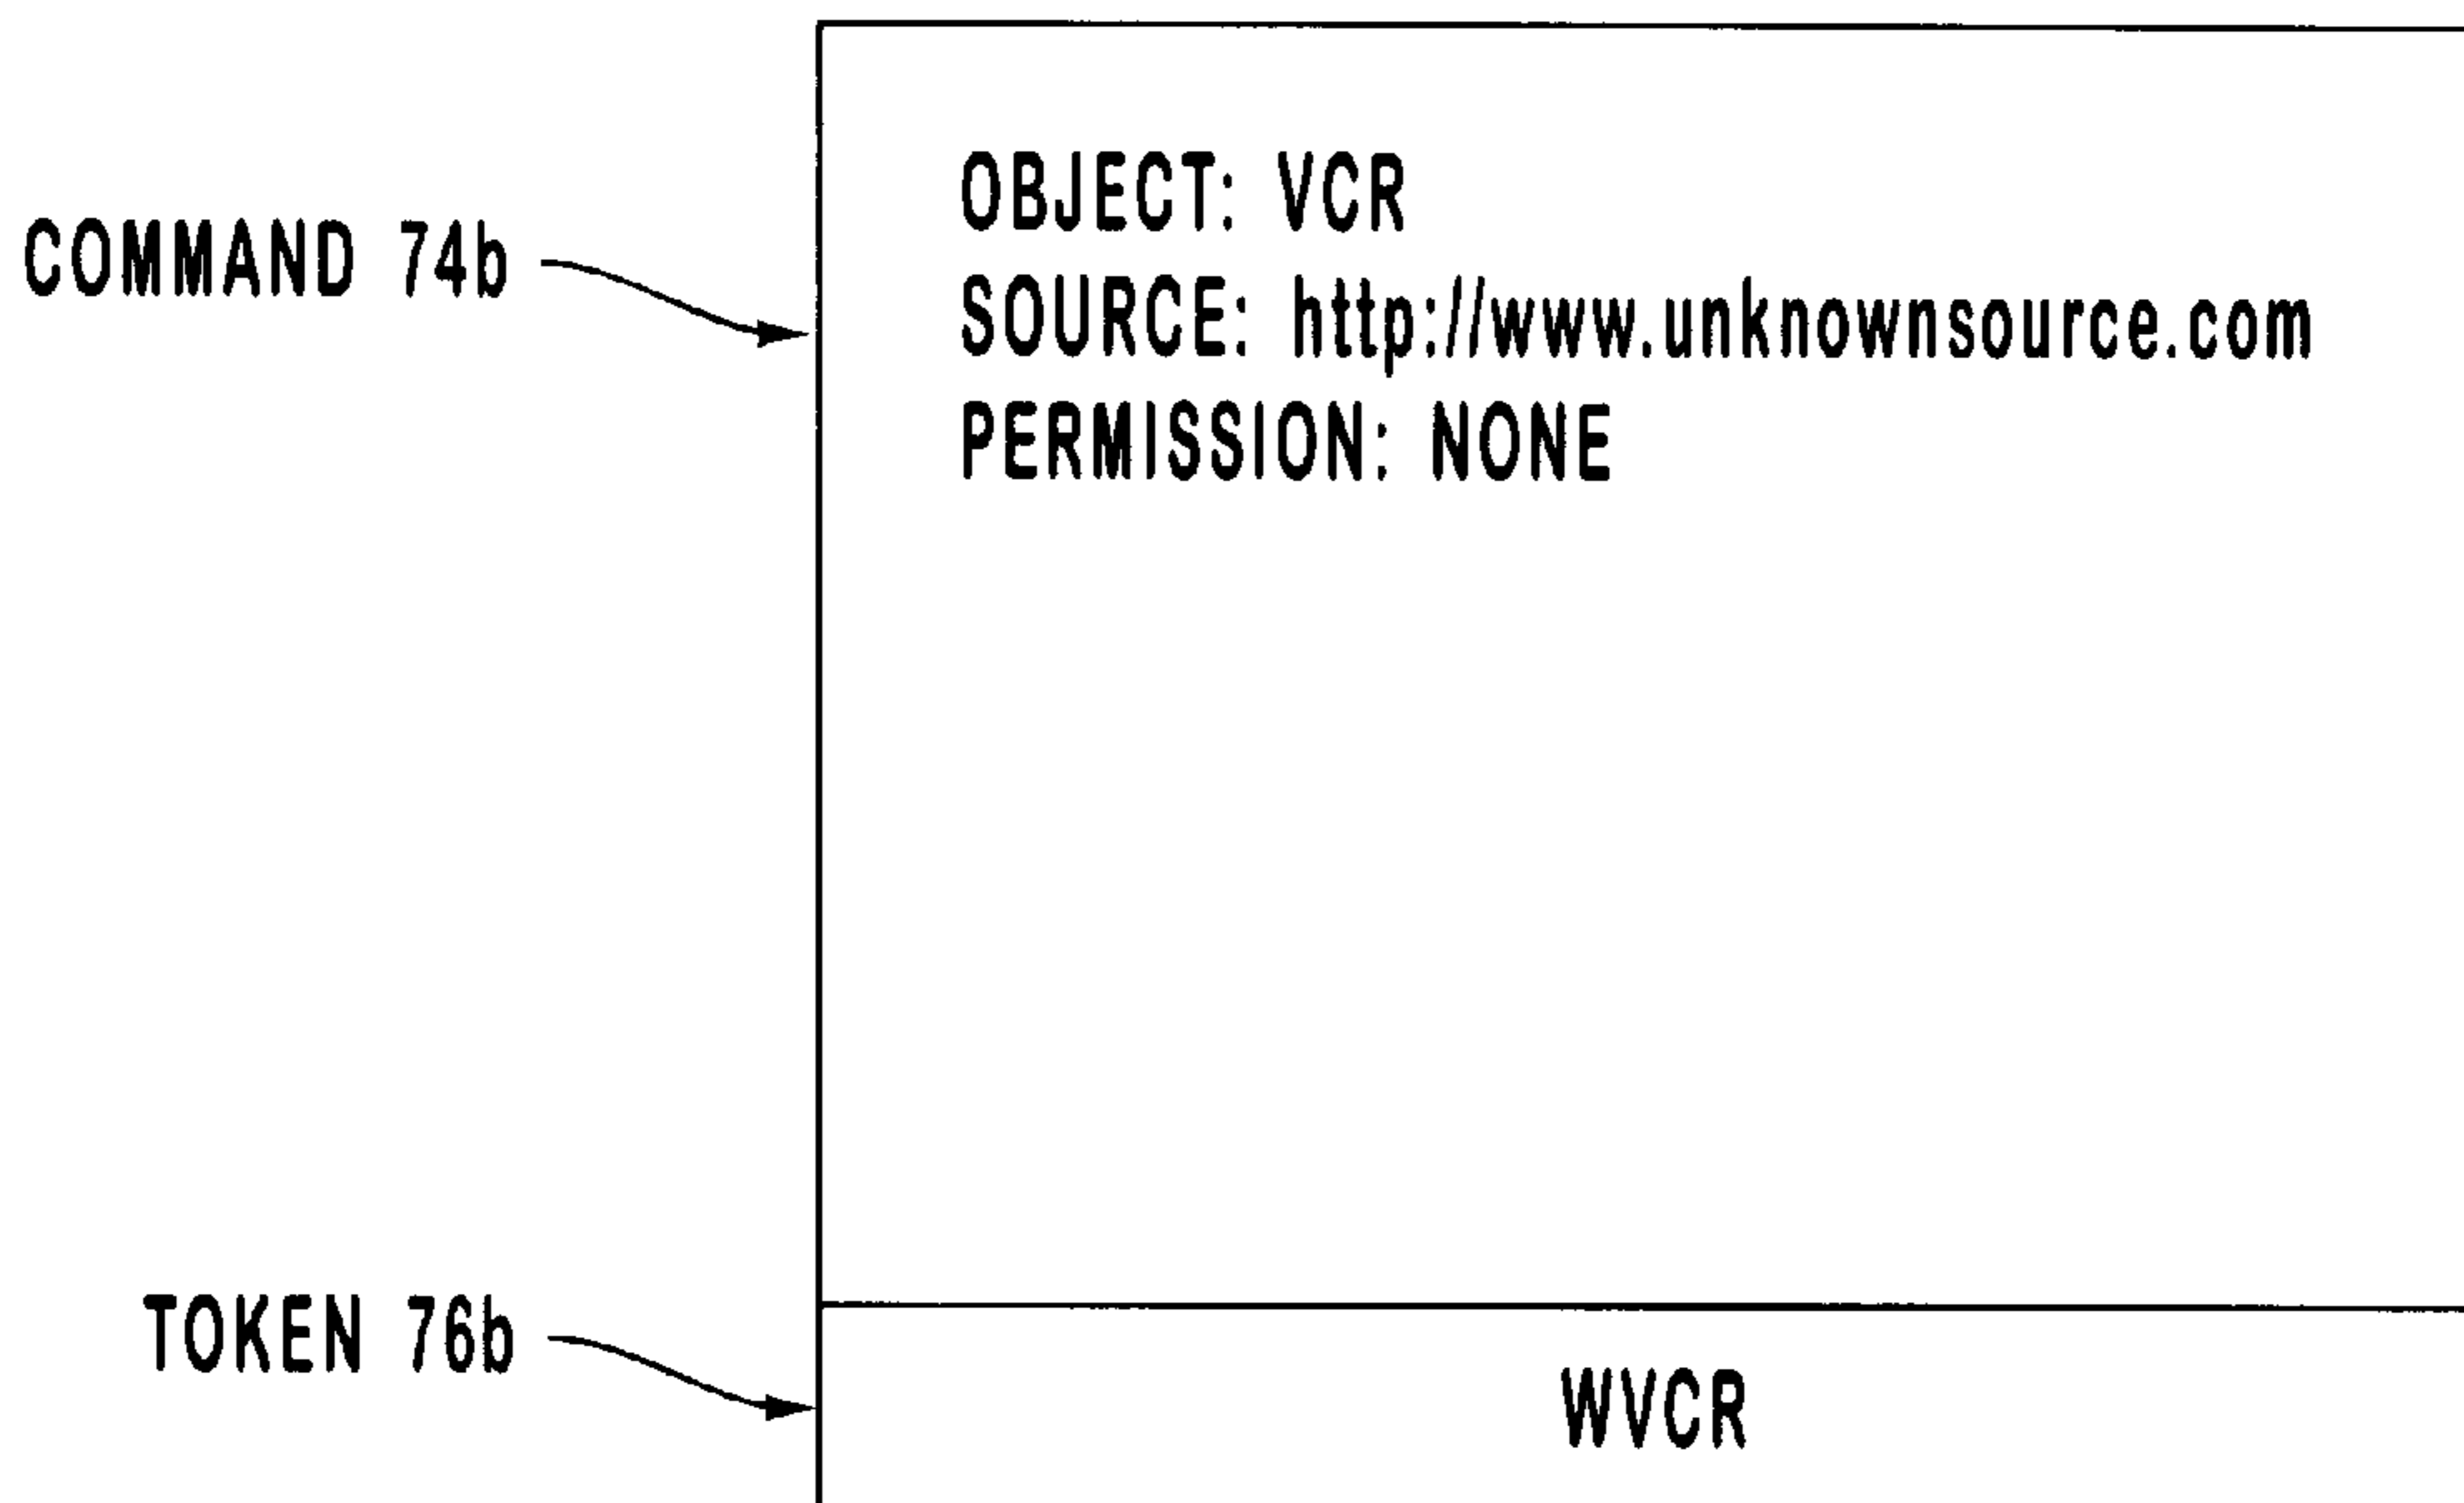 OBJECT: VCR
COMMAND 74b
SOURCE: http://www.unknownsource.com
PERMISSION: NONE
TOKEN 76b
WVCR